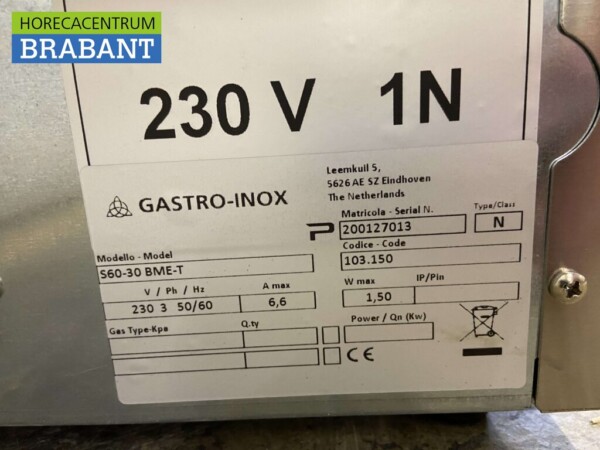 HORECACENTRUM
BRABANT
230 V 1N
Leemkuil 5,
5626 AE SZ Eindhoven
The Netherlands
GASTRO-INOX
Matricola - Serial N.
Type/Class
P
200127013
N
Modello - Model
Codice - Code
S60-30 BME-T
103.150
V / Ph / Hz
A max
W max
IP/Pin
230 3 50/60
6,6
1,50
Gas Type-Kpa
Q.ty
Power / Qn (Kw)
CE